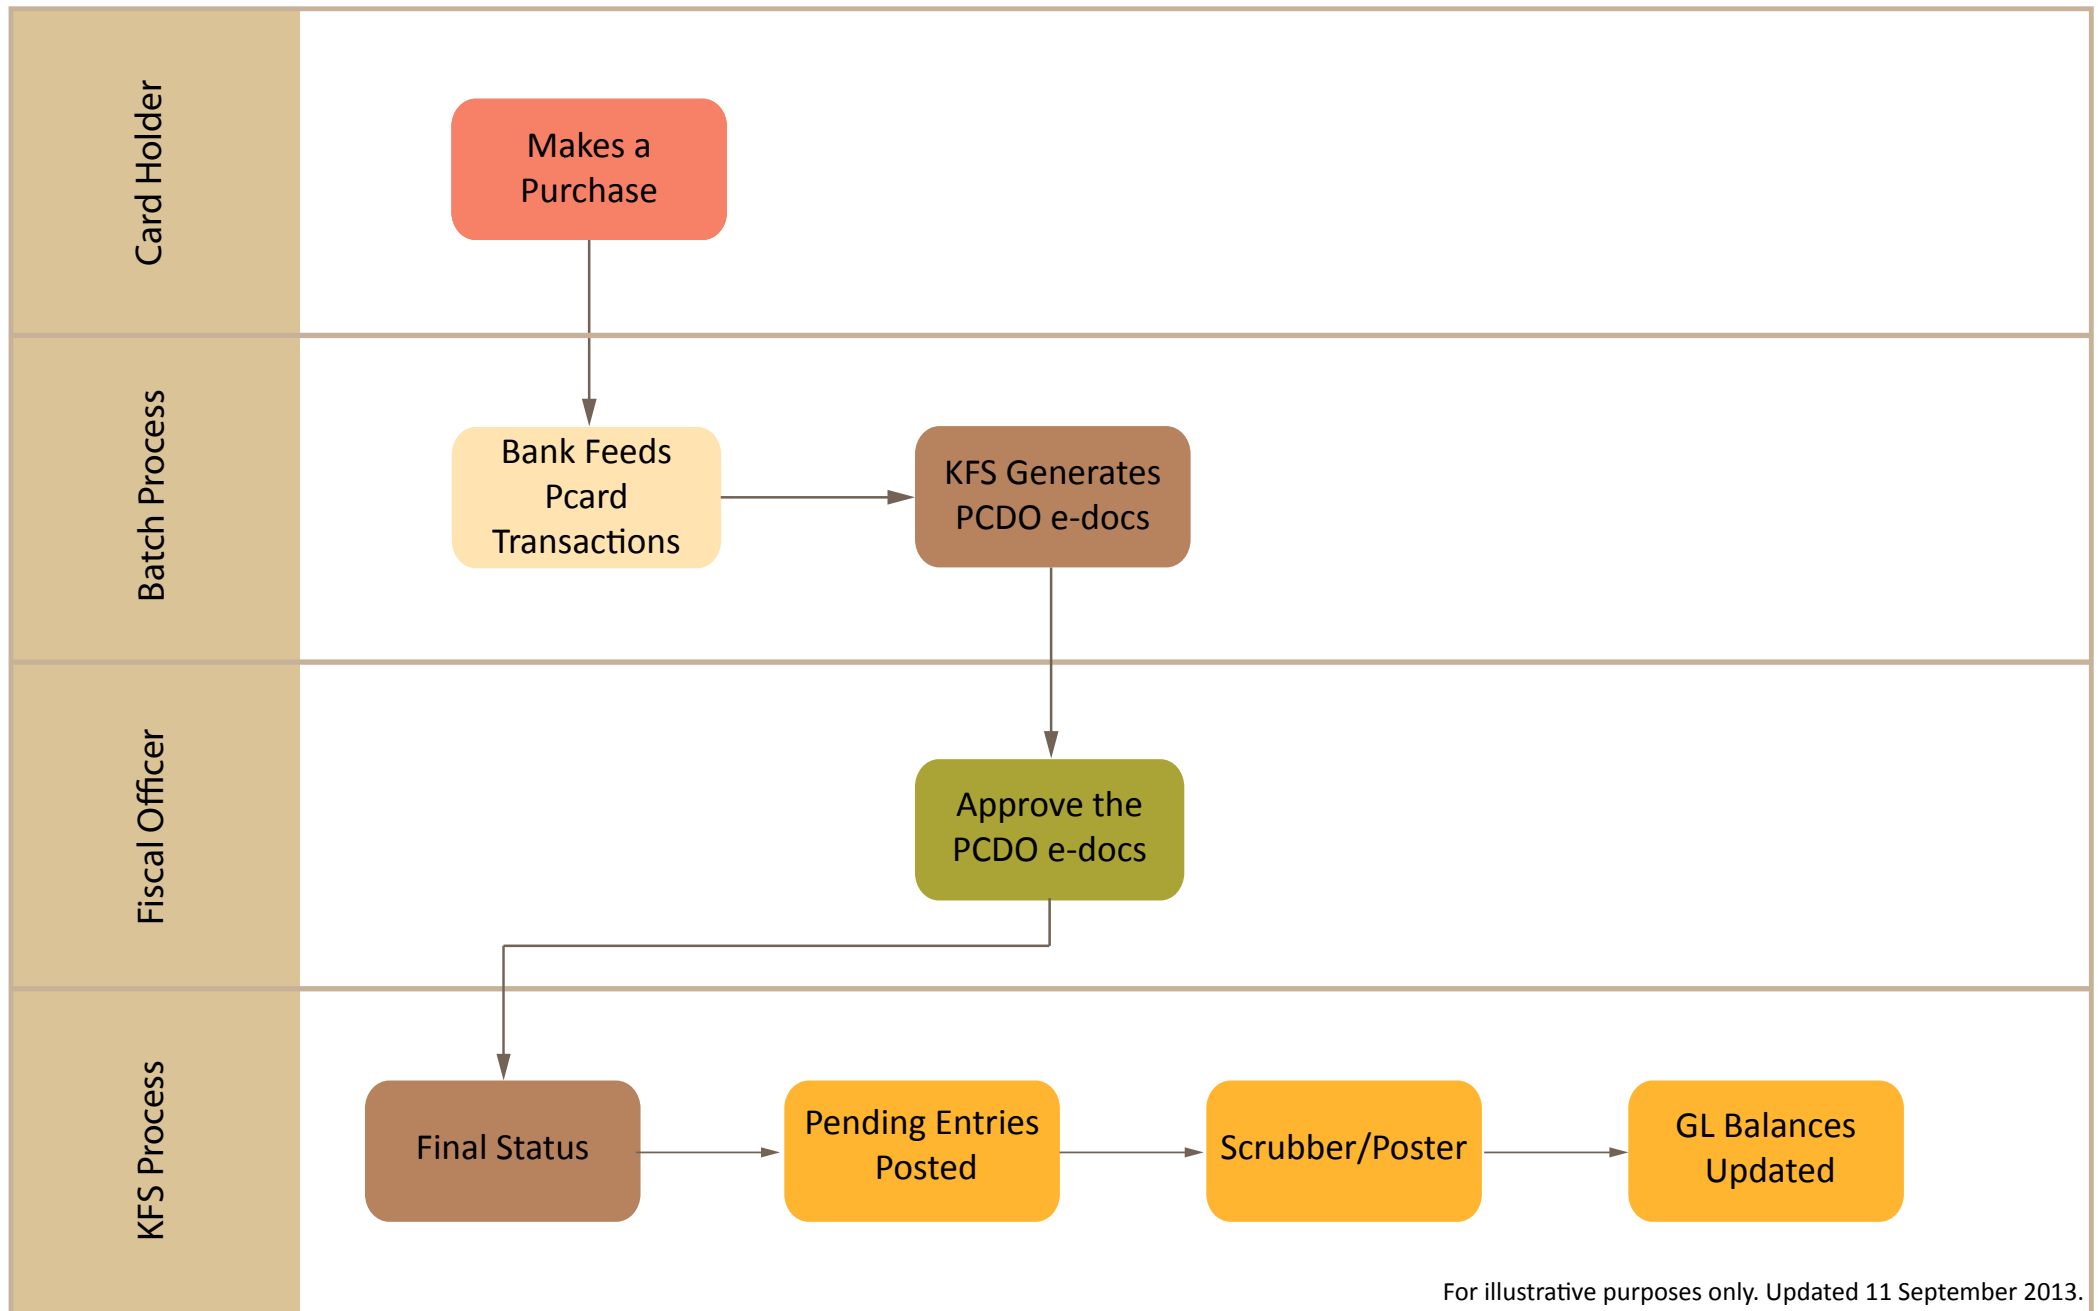 Card Holder
Makes a
Purchase
Batch Process
Bank Feeds
Pcard
Transactions
KFS Generates
PCDO e-docs
Fiscal Officer
Approve the
PCDO e-docs
KFS Process
Final Status
Pending Entries
Posted
Scrubber/Poster
GL Balances
Updated
For illustrative purposes only. Updated 11 September 2013.